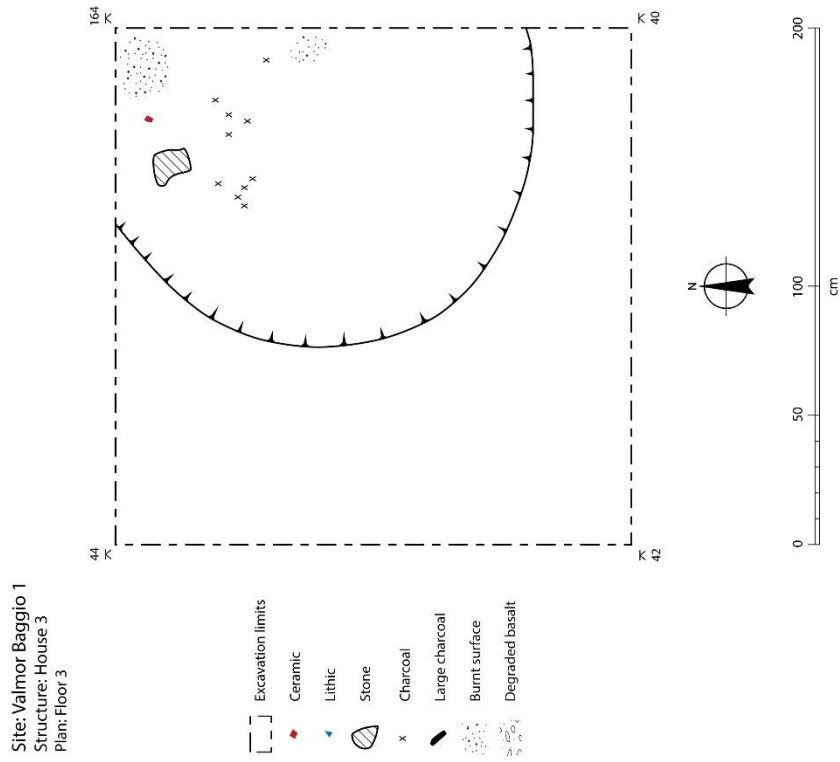 Site: Valmor Baggio 1
Structure: House 3
Plan: Floor 3
164
40
44
42
N
0
50
100
200
cm
Excavation limits
Ceramic
Lithic
Stone
Charcoal
Large charcoal
Burnt surface
Degraded basalt